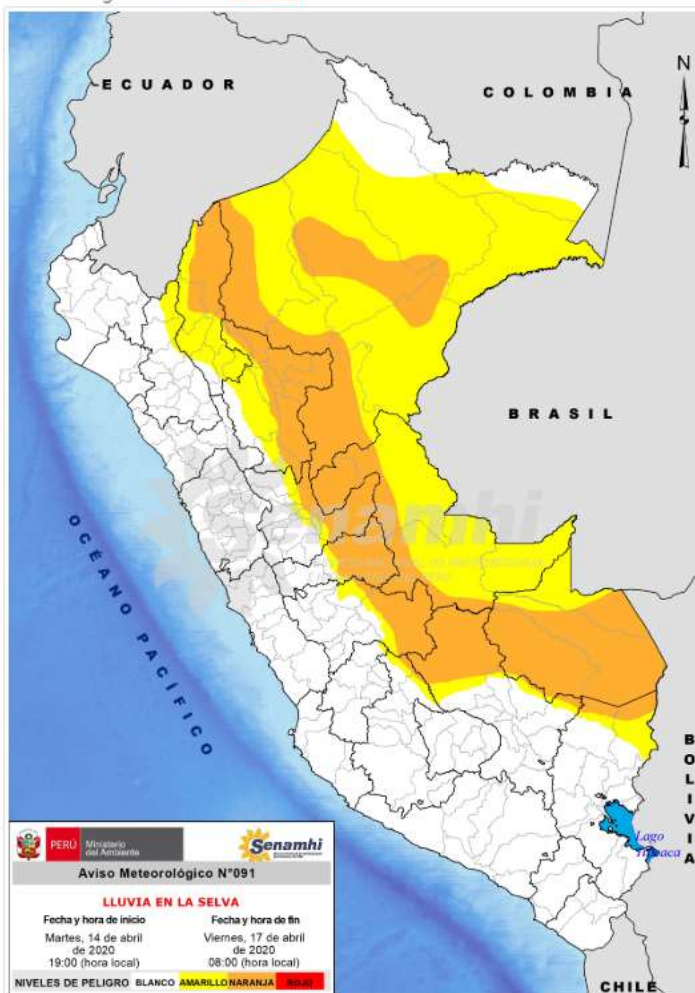 ECUADOR
COLOMBIA
N
BRASIL
OCÉANO PACÍFICO
Senamhi
BOLIVIA
Lago
CHILE
PERÚ
Ministerio
del Ambiente
Senamhi
Aviso Meteorológico N°091
LLUVIA EN LA SELVA
Fecha y hora de inicio
Martes, 14 de abril
de 2020
19:00 (hora local)
Fecha y hora de fin
Viernes, 17 de abril
de 2020
08:00 (hora local)
NIVELES DE PELIGRO BLANCO AMARILLO NARANJA ROJO